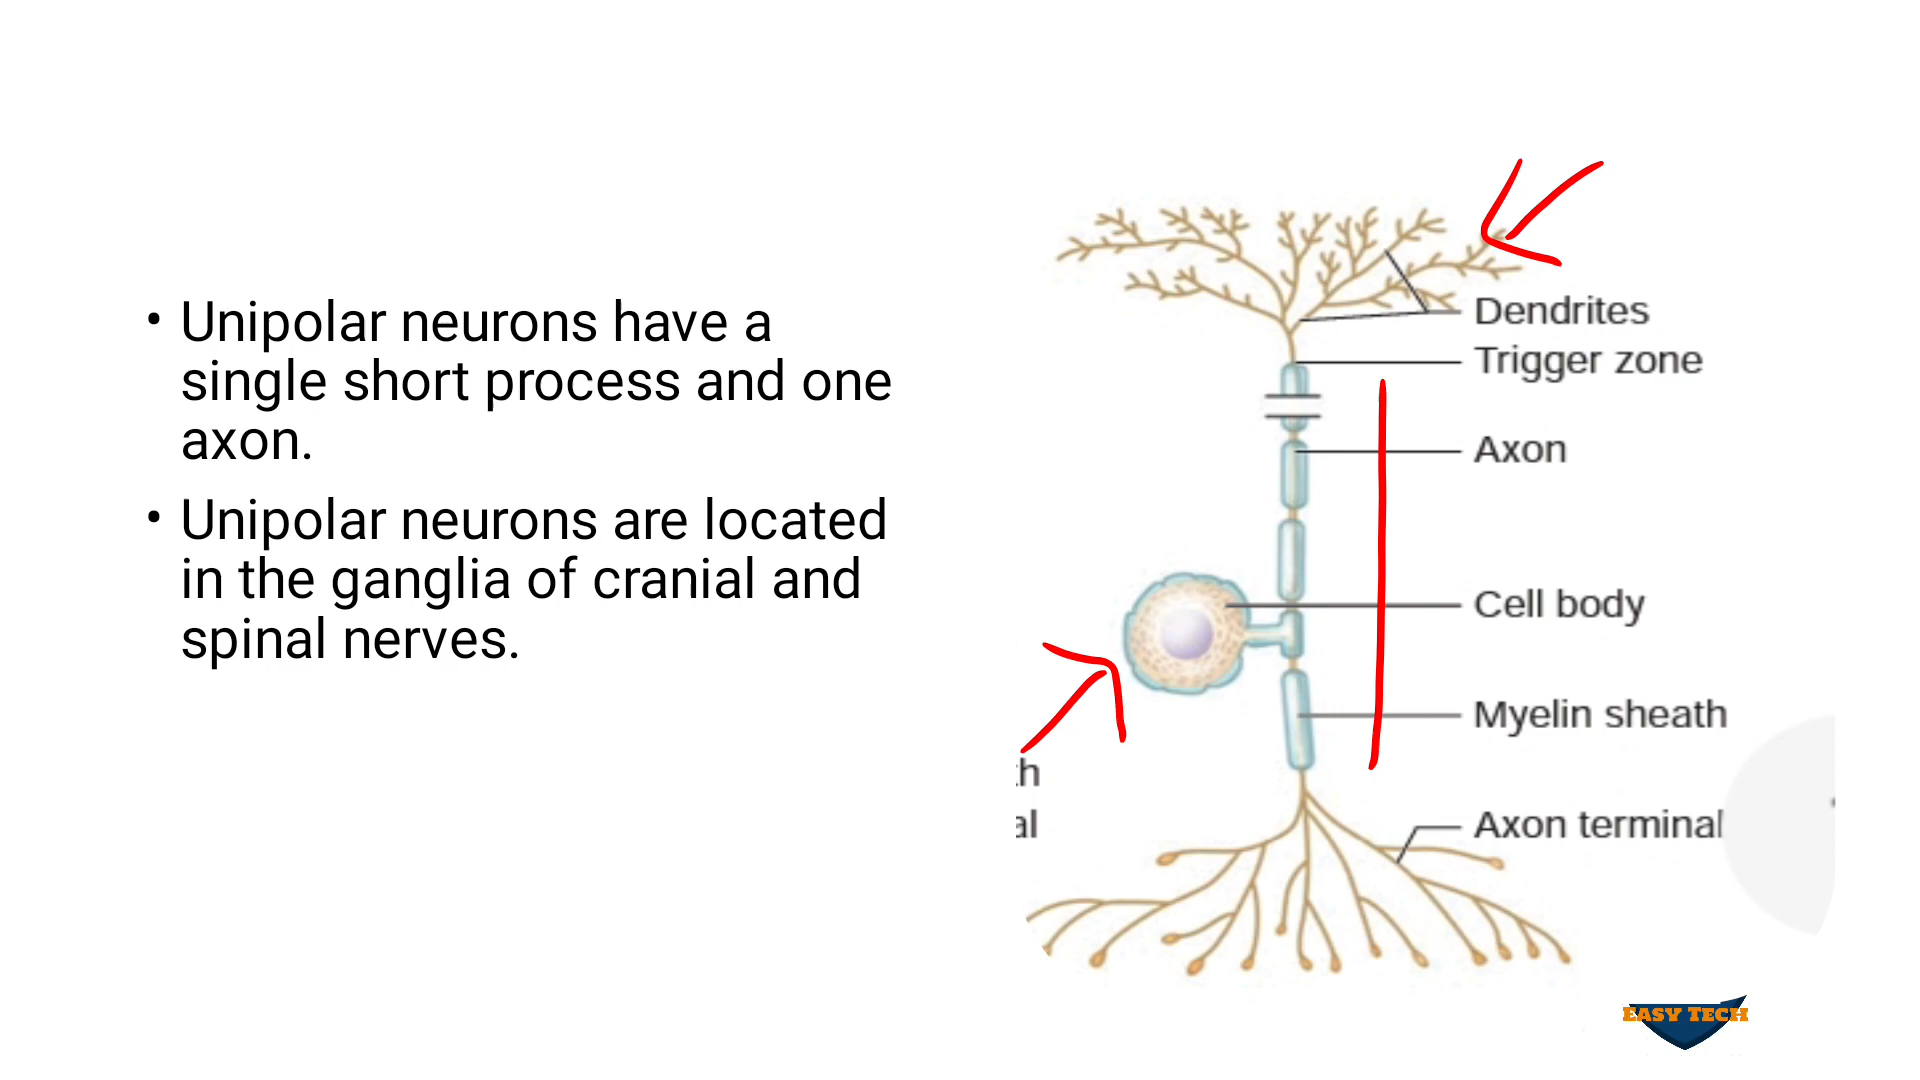 • Unipolar neurons have a
single short process and one
axon.
• Unipolar neurons are located
in the ganglia of cranial and
spinal nerves.
Dendrites
Trigger zone
Axon
Cell body
Myelin sheath
Axon terminal
EASY TECH